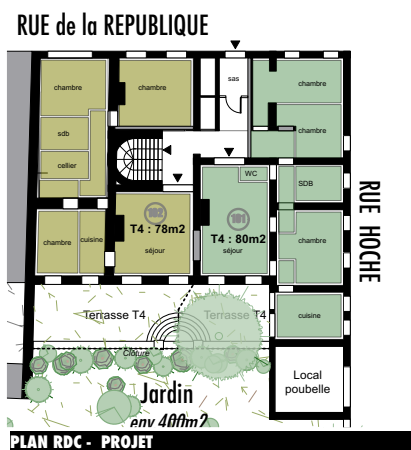 RUE de la REPUBLIQUE
chambre
chambre
sas
chambre
chambre
sdb
cellier
WC
SDB
RUE HOCHE
102
T4 : 78m2
séjour
101
T4 : 80m2
séjour
chambre
cuisine
chambre
Terrasse T4
Terrasse T4
cuisine
Clôture
Local
poubelle
Jardin
env 400m2
PLAN RDC - PROJET